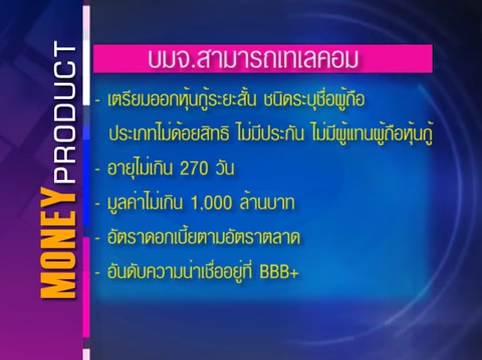 MONEY PRODUCT
บมจ.สามารถเทเลคอม
- เตรียมออกหุ้นกู้ระยะสั้น ชนิดระบุชื่อผู้ถือ
ประเภทไม่ด้อยสิทธิ ไม่มีประกัน ไม่มีผู้แทนผู้ถือหุ้นกู้
- อายุไม่เกิน 270 วัน
- มูลค่าไม่เกิน 1,000 ล้านบาท
- อัตราดอกเบี้ยตามอัตราตลาด
- อันดับความน่าเชื่ออยู่ที่ BBB+